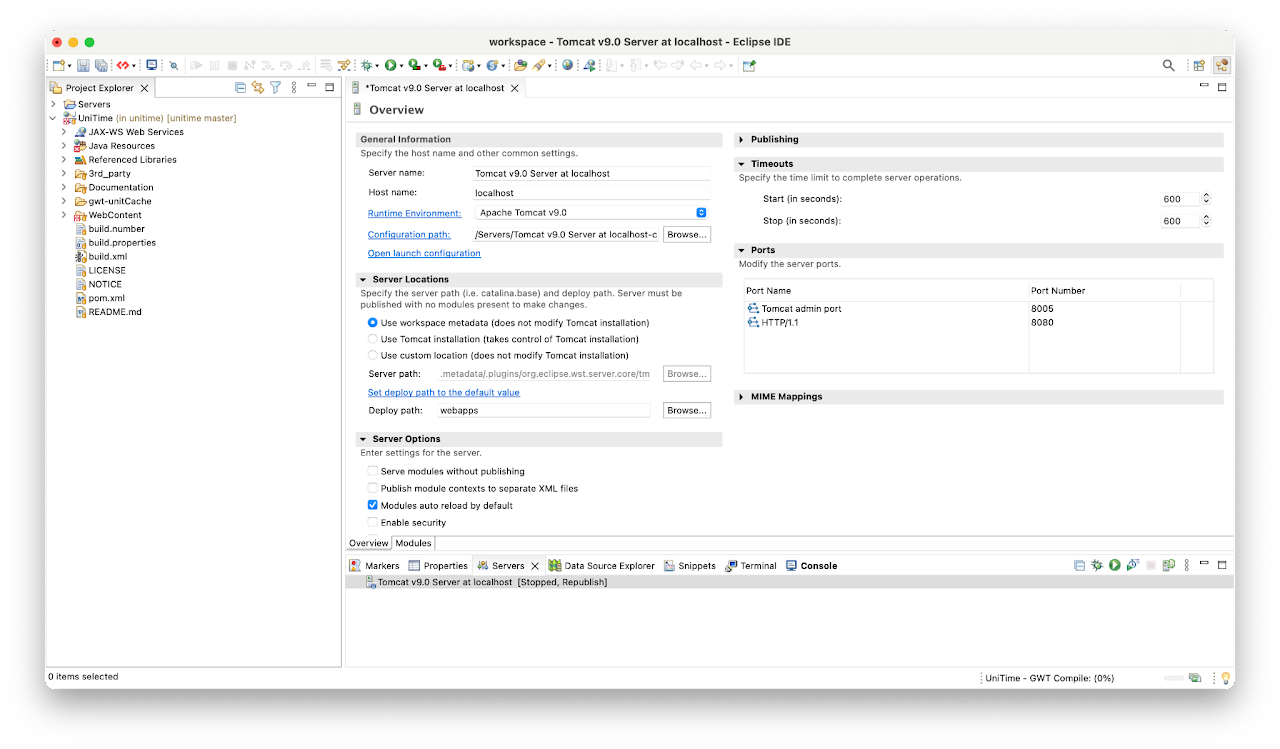 workspace - Tomcat v9.0 Server at localhost - Eclipse IDE
Project Explorer
Servers
UniTime (in unitime) [unitime master]
JAX-WS Web Services
Java Resources
Referenced Libraries
3rd_party
Documentation
gwt-unitCache
WebContent
build.number
build.properties
build.xml
LICENSE
NOTICE
pom.xml
README.md
*Tomcat v9.0 Server at localhost
Overview
General Information
Specify the host name and other common settings.
Server name: Tomcat v9.0 Server at localhost
Host name: localhost
Runtime Environment: Apache Tomcat v9.0
Configuration path: /Servers/Tomcat v9.0 Server at localhost-c Browse...
Open launch configuration
Server Locations
Specify the server path (i.e. catalina.base) and deploy path. Server must be
published with no modules present to make changes.
Use workspace metadata (does not modify Tomcat installation)
Use Tomcat installation (takes control of Tomcat installation)
Use custom location (does not modify Tomcat installation)
Server path: .metadata/.plugins/org.eclipse.wst.server.core/tm Browse...
Set deploy path to the default value
Deploy path: webapps Browse...
Server Options
Enter settings for the server.
Serve modules without publishing
Publish module contexts to separate XML files
Modules auto reload by default
Enable security
Publishing
Timeouts
Specify the time limit to complete server operations.
Start (in seconds): 600
Stop (in seconds): 600
Ports
Modify the server ports.
Port Name Port Number
Tomcat admin port 8005
HTTP/1.1 8080
MIME Mappings
Overview Modules
Markers Properties Servers Data Source Explorer Snippets Terminal Console
Tomcat v9.0 Server at localhost [Stopped, Republish]
0 items selected
UniTime - GWT Compile: (0%)